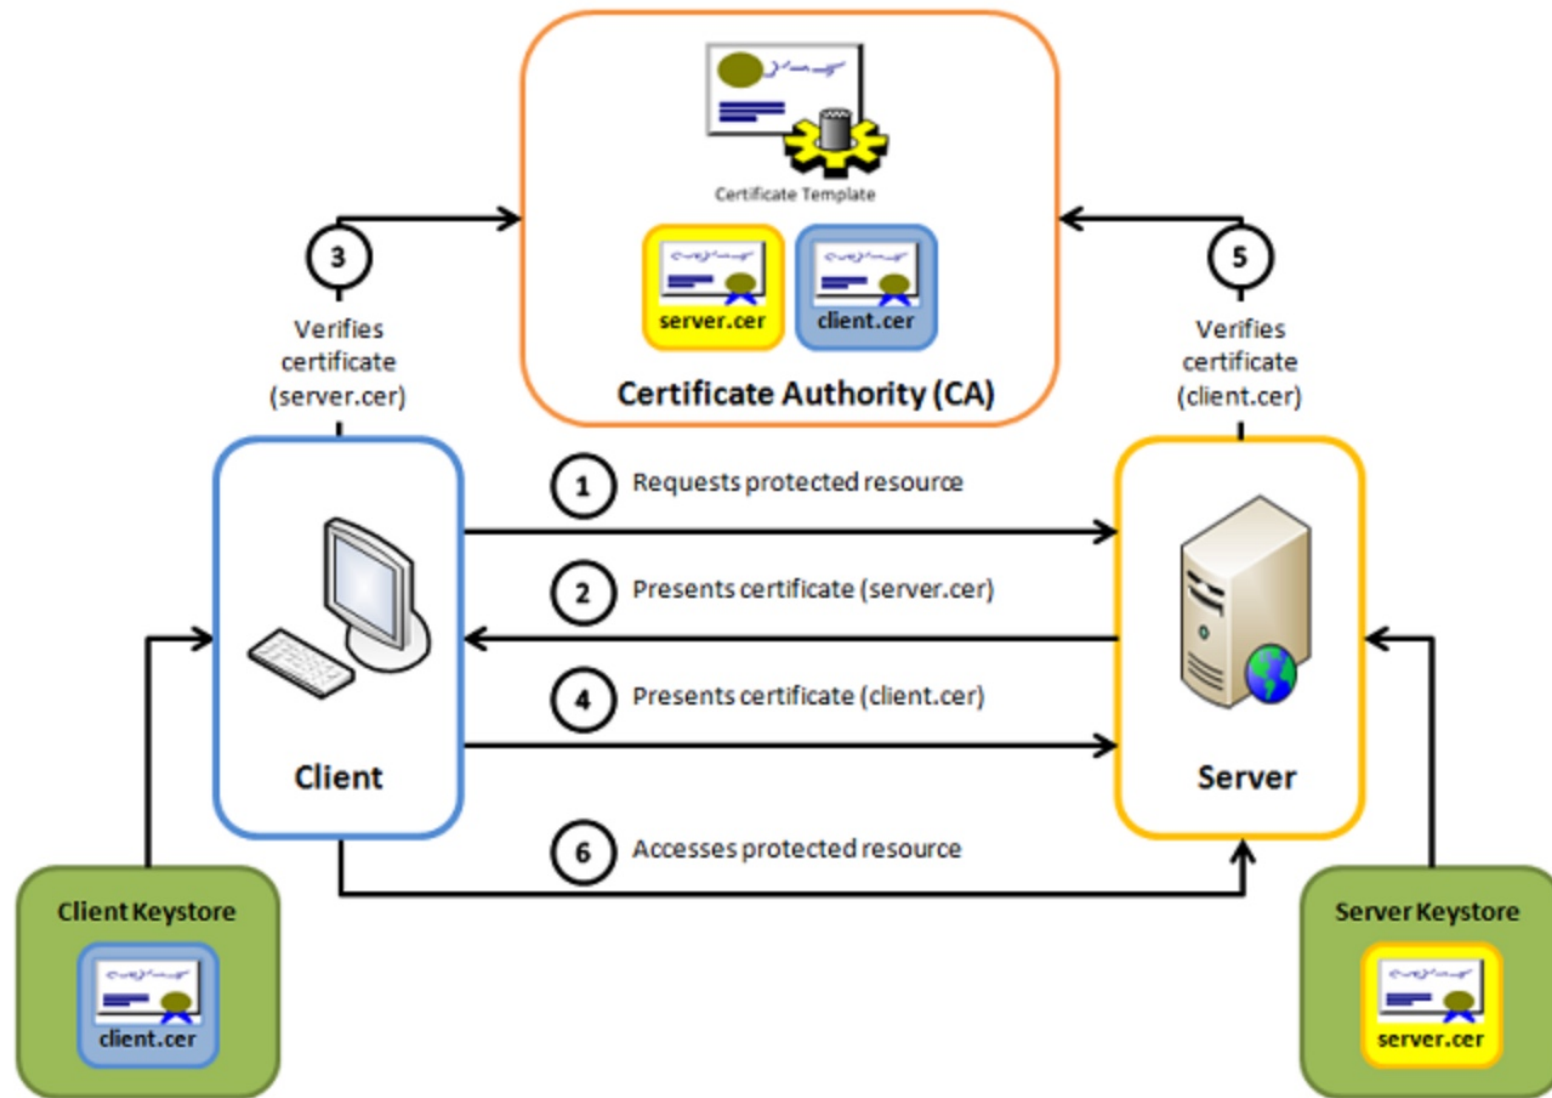 Certificate Template
server.cer
client.cer
Certificate Authority (CA)
3
Verifies
certificate
(server.cer)
5
Verifies
certificate
(client.cer)
1 Requests protected resource
2 Presents certificate (server.cer)
4 Presents certificate (client.cer)
Client
Server
6 Accesses protected resource
Client Keystore
client.cer
Server Keystore
server.cer